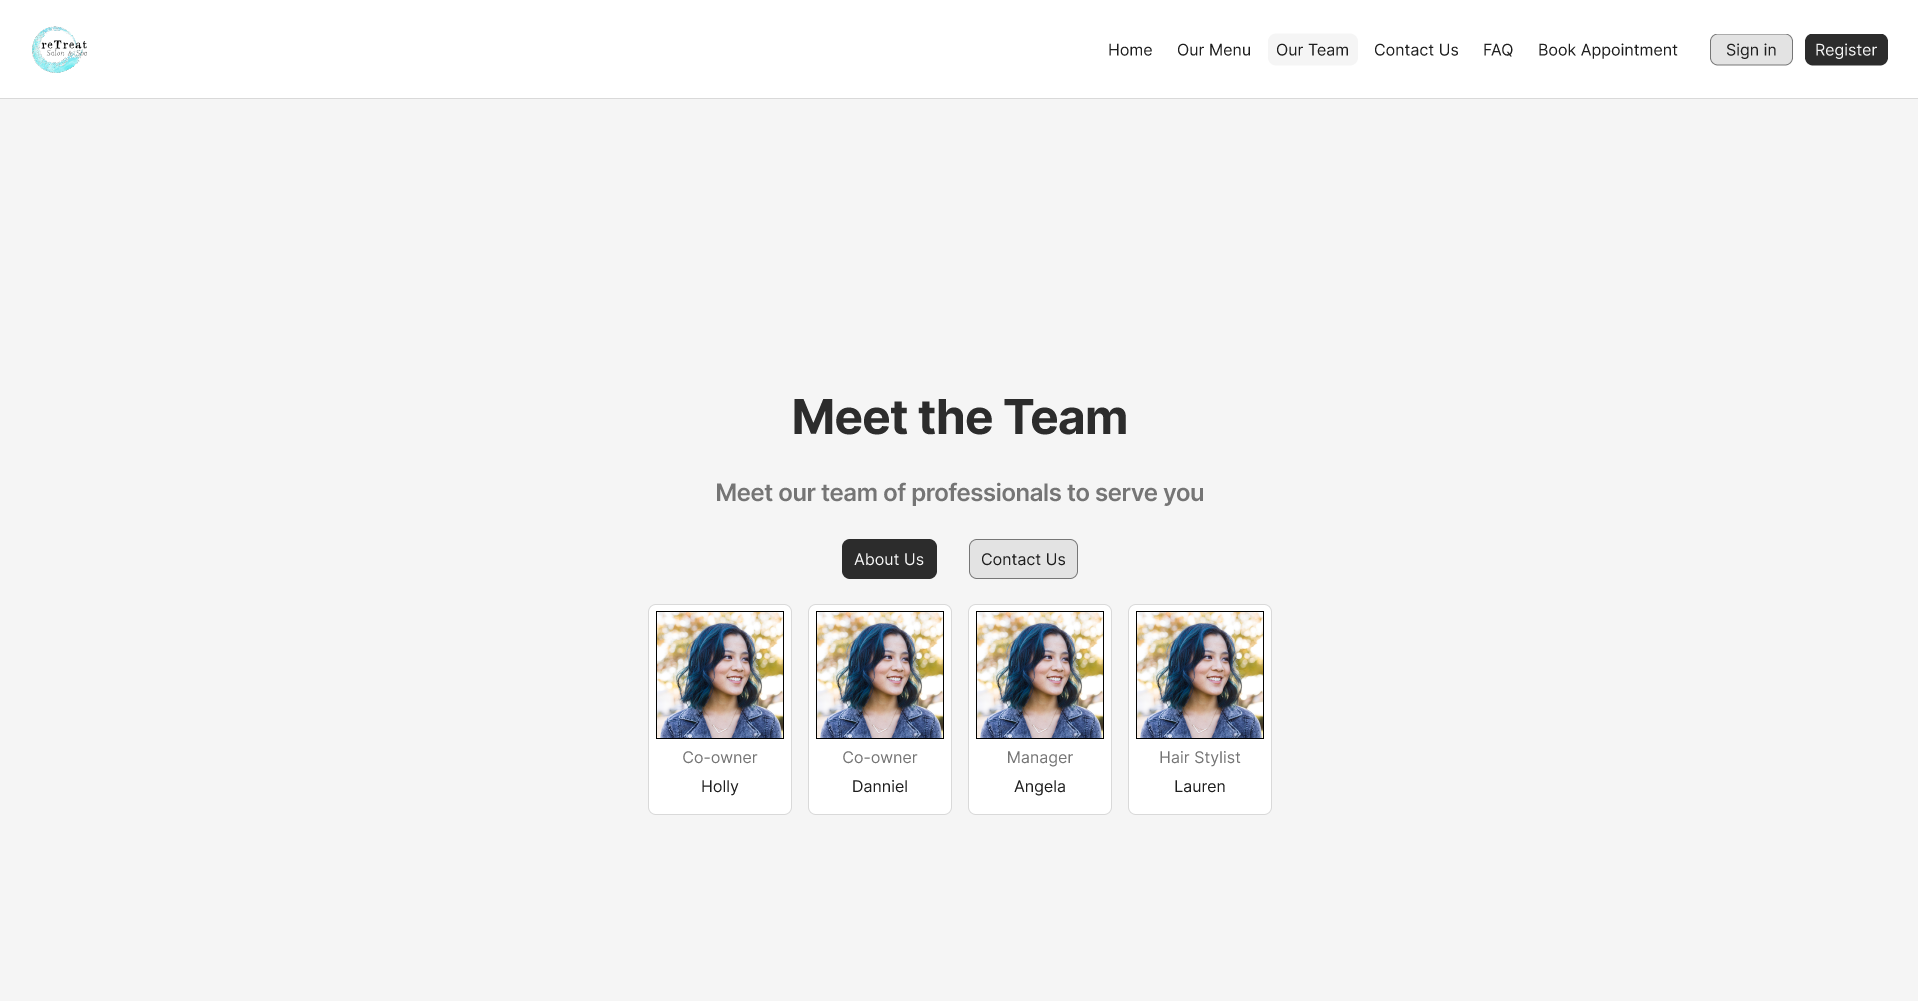 reTreat
Salon & Spa
Home
Our Menu
Our Team
Contact Us
FAQ
Book Appointment
Sign in
Register
Meet the Team
Meet our team of professionals to serve you
About Us
Contact Us
Co-owner
Holly
Co-owner
Danniel
Manager
Angela
Hair Stylist
Lauren